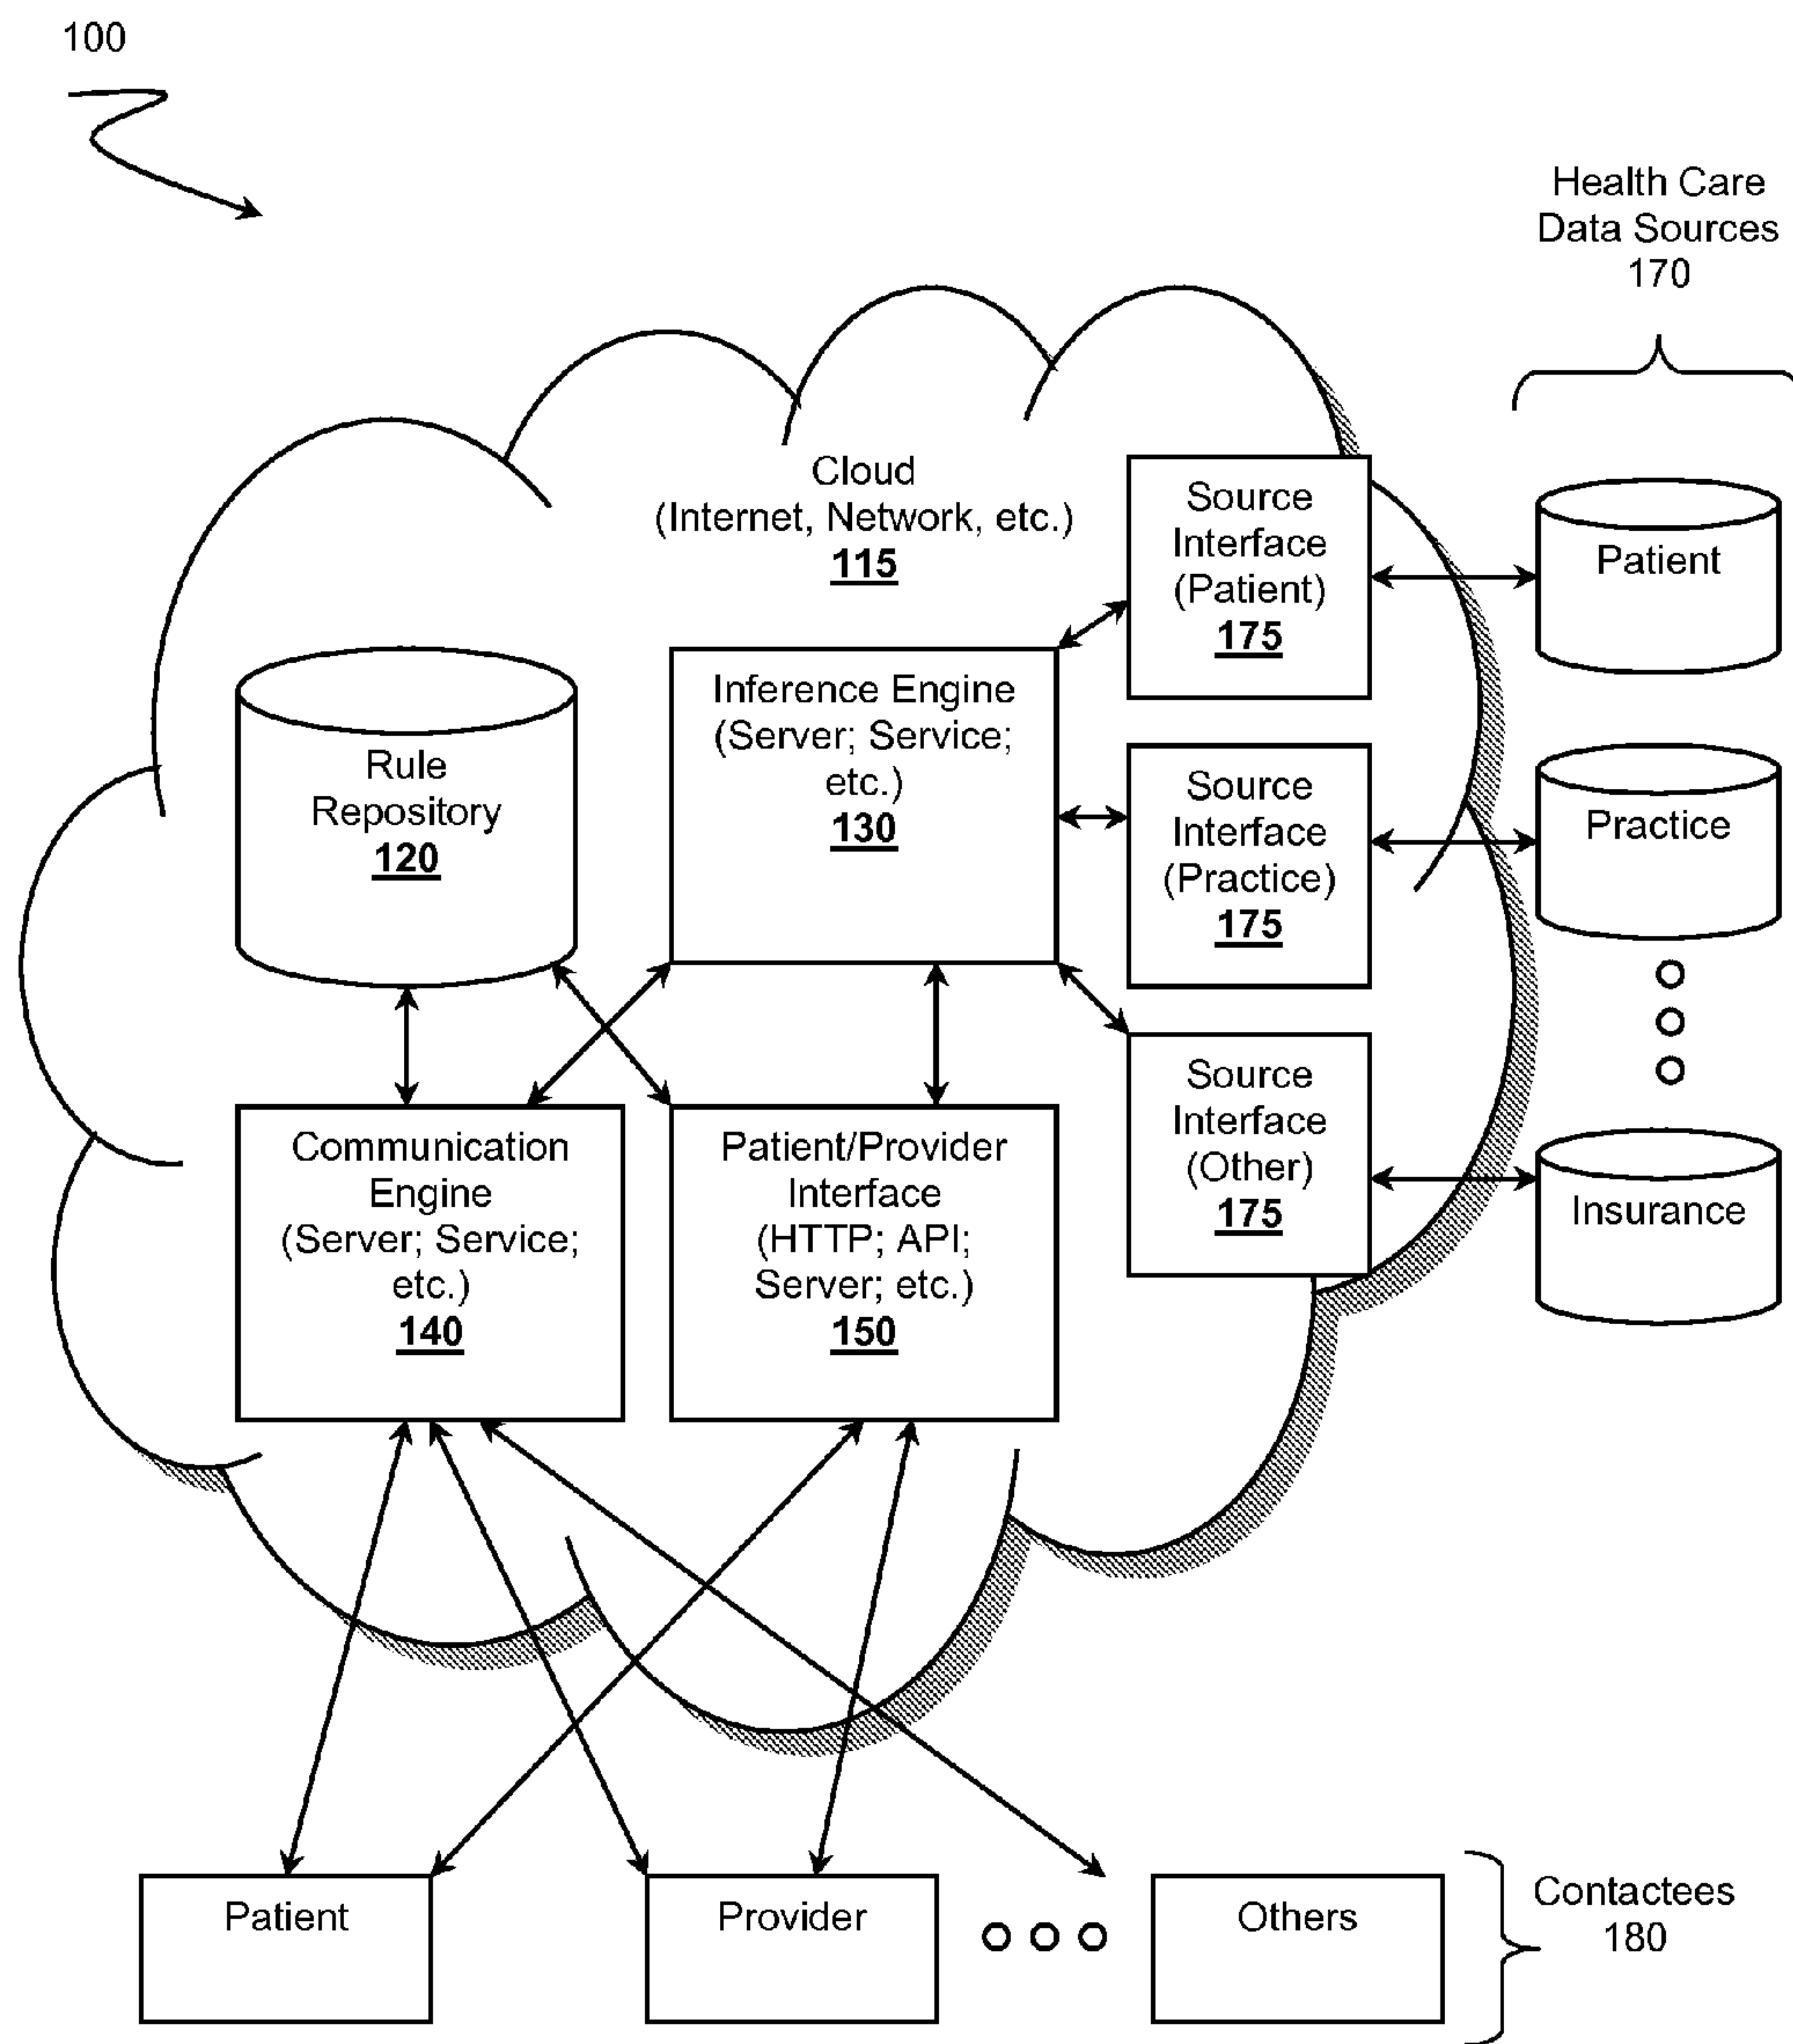 100
Health Care
Data Sources
170
Cloud
(Internet, Network, etc.)
115
Source
Interface
(Patient)
175
Patient
Rule
Repository
120
Inference Engine
(Server; Service;
etc.)
130
Source
Interface
(Practice)
175
Practice
Source
Interface
(Other)
175
Insurance
Communication
Engine
(Server; Service;
etc.)
140
Patient/Provider
Interface
(HTTP; API;
Server; etc.)
150
Patient
Provider
Others
Contactees
180